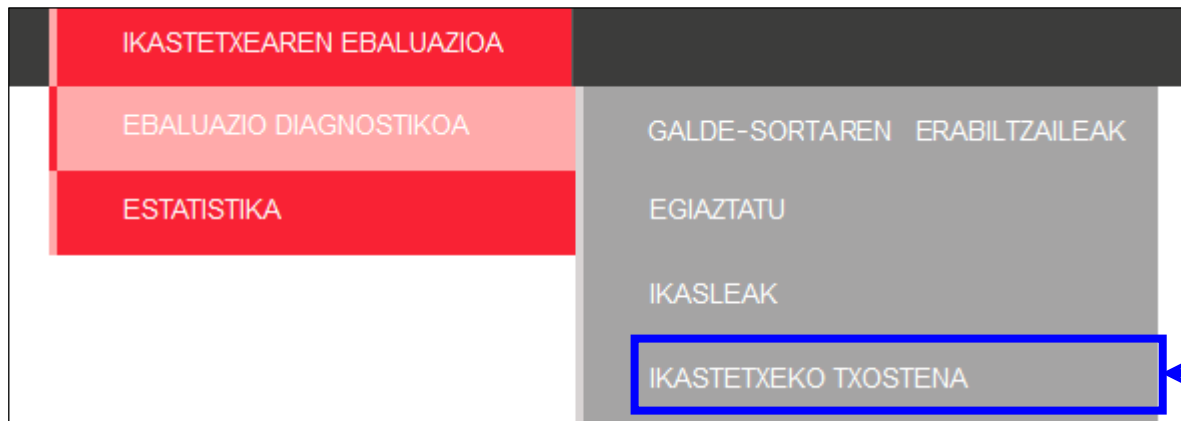 IKASTETXEAREN EBALUAZIOA
EBALUAZIO DIAGNOSTIKOA
ESTATISTIKA
GALDE-SORTAREN ERABILTZAILEAK
EGIAZTATU
IKASLEAK
IKASTETXEKO TXOSTENA